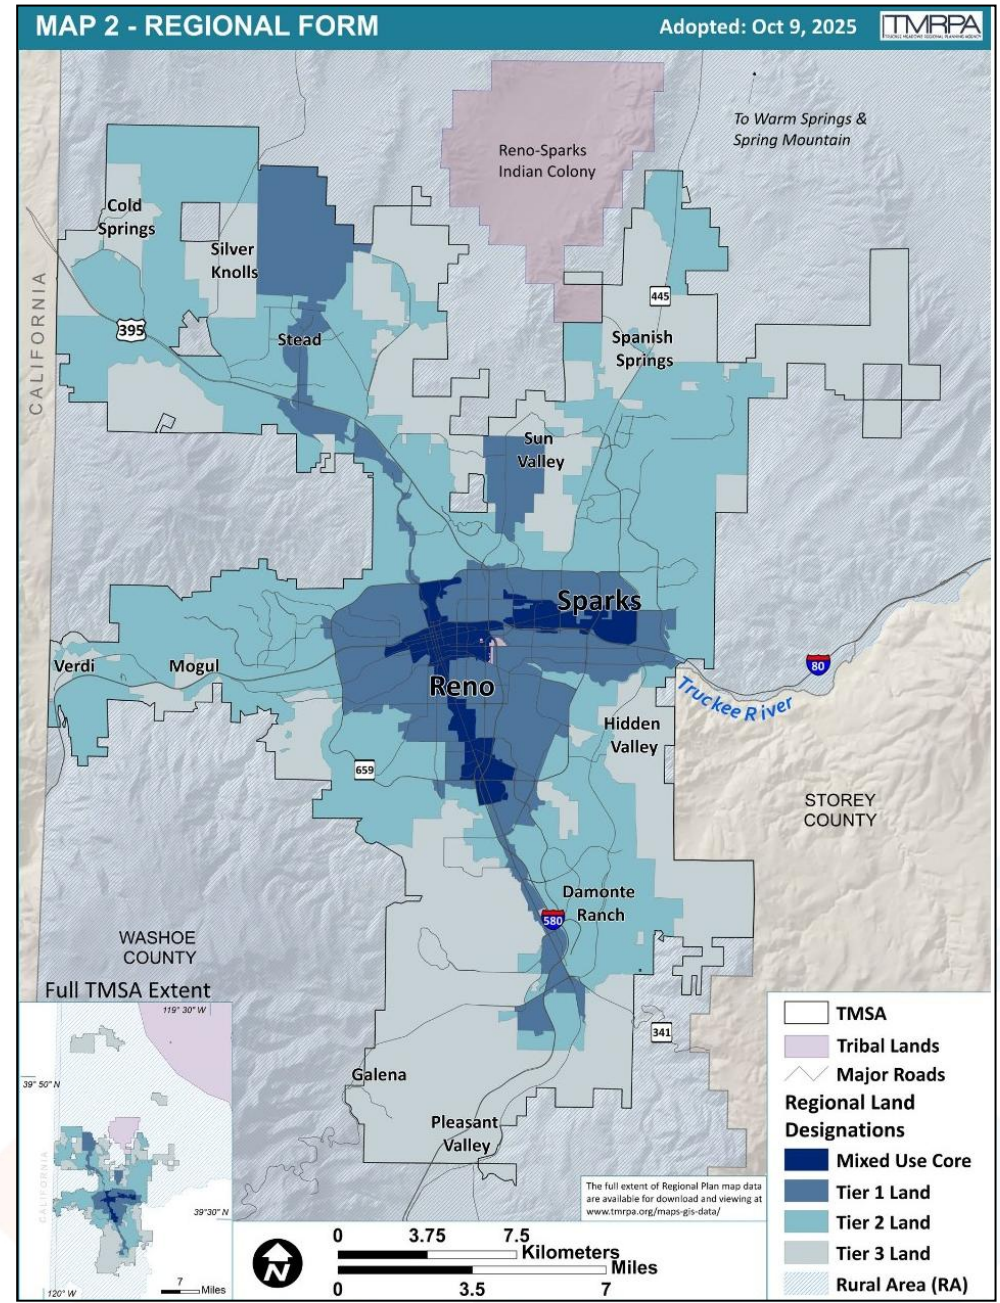 MAP 2 - REGIONAL FORM
Adopted: Oct 9, 2025
TMRPA
TRUCKEE MEADOWS REGIONAL PLANNING AGENCY
To Warm Springs &
Spring Mountain
Reno-Sparks
Indian Colony
Cold
Springs
Silver
Knolls
CALIFORNIA
445
395
Stead
Spanish
Springs
Sun
Valley
Sparks
Verdi
Mogul
80
Reno
Truckee River
Hidden
Valley
659
STOREY
COUNTY
Damonte
Ranch
580
WASHOE
COUNTY
Full TMSA Extent
119° 30" W
39° 50" N
CALIFORNIA
39°30" N
120° W
7
Miles
341
Galena
Pleasant
Valley
TMSA
Tribal Lands
Major Roads
Regional Land
Designations
Mixed Use Core
Tier 1 Land
Tier 2 Land
Tier 3 Land
Rural Area (RA)
The full extent of Regional Plan map data
are available for download and viewing at
www.tmrpa.org/maps-gis-data/
N
0 3.75 7.5
Kilometers
Miles
0 3.5 7